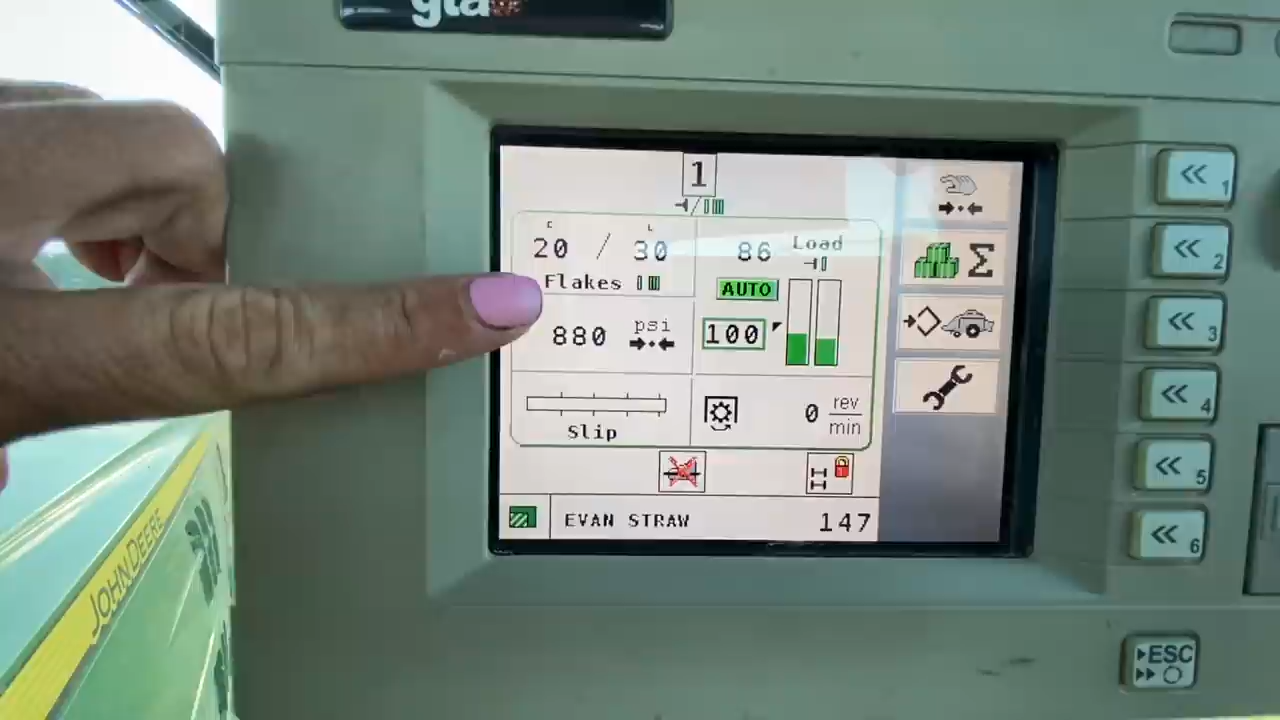 gta
1
C L
20 / 30
Flakes
86 Load
AUTO
880 psi
100
Slip
0 rev/min
EVAN STRAW 147
<< 1
<< 2
<< 3
<< 4
<< 5
<< 6
ESC
JOHN DEERE